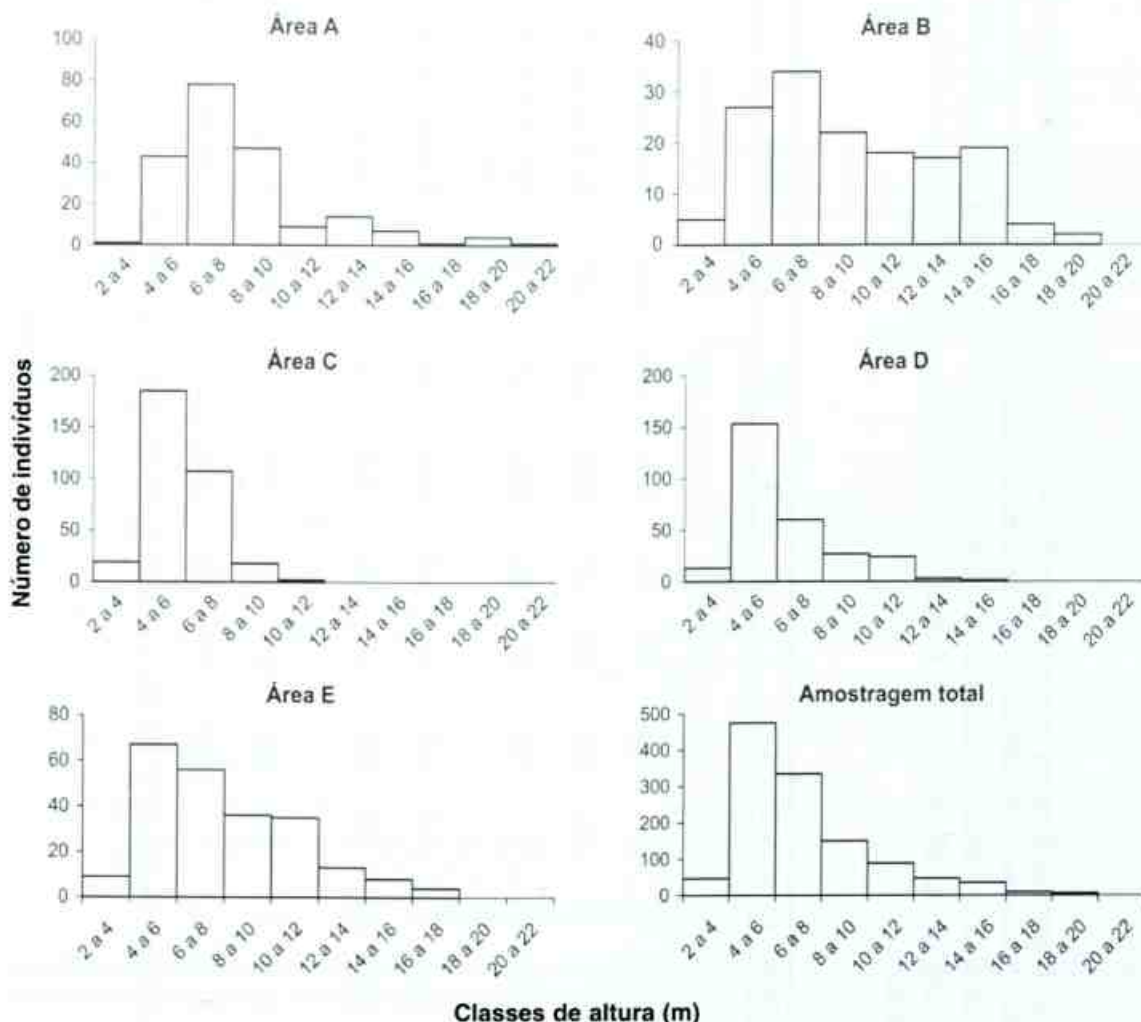 Área A
100
80
60
40
20
0
2 a 4
4 a 6
6 a 8
8 a 10
10 a 12
12 a 14
14 a 16
16 a 18
18 a 20
20 a 22
Área B
40
30
20
10
0
2 a 4
4 a 6
6 a 8
8 a 10
10 a 12
12 a 14
14 a 16
16 a 18
18 a 20
20 a 22
Número de indivíduos
Área C
200
150
100
50
0
2 a 4
4 a 6
6 a 8
8 a 10
10 a 12
12 a 14
14 a 16
16 a 18
18 a 20
20 a 22
Área D
200
150
100
50
0
2 a 4
4 a 6
6 a 8
8 a 10
10 a 12
12 a 14
14 a 16
16 a 18
18 a 20
20 a 22
Área E
80
60
40
20
0
2 a 4
4 a 6
6 a 8
8 a 10
10 a 12
12 a 14
14 a 16
16 a 18
18 a 20
20 a 22
Amostragem total
500
400
300
200
100
0
2 a 4
4 a 6
6 a 8
8 a 10
10 a 12
12 a 14
14 a 16
16 a 18
18 a 20
20 a 22
Classes de altura (m)